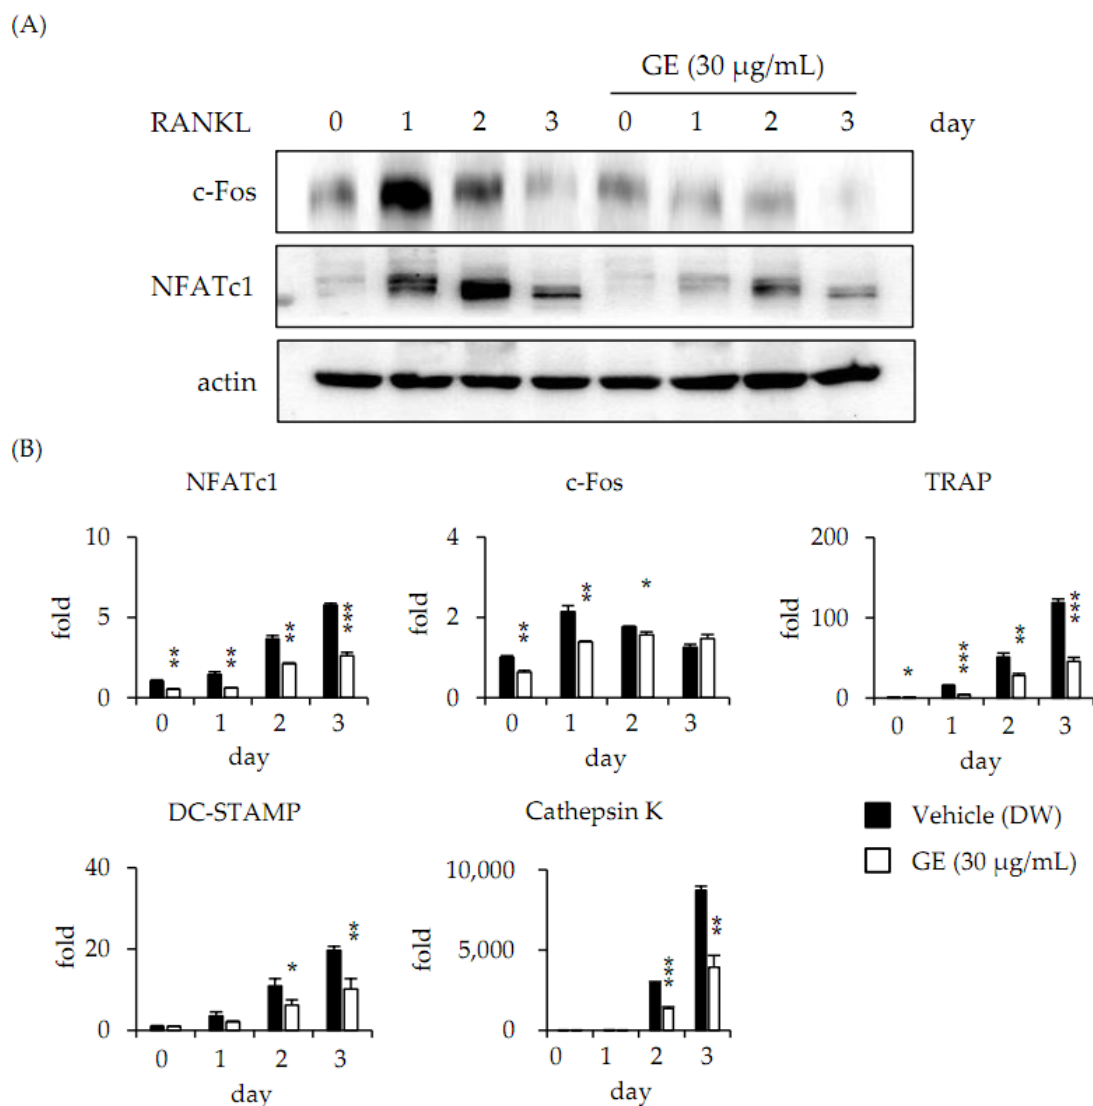 (A)
GE (30 μg/mL)
RANKL 0 1 2 3 0 1 2 3 day
c-Fos
NFATc1
actin
(B)
NFATc1
10
5
0
fold
** ** ** ***
0 1 2 3
day
c-Fos
4
2
0
fold
** ** *
0 1 2 3
day
TRAP
200
100
0
fold
* *** ** ***
0 1 2 3
day
DC-STAMP
40
20
0
fold
* **
0 1 2 3
day
Cathepsin K
10,000
5,000
0
fold
*** **
0 1 2 3
day
Vehicle (DW)
GE (30 μg/mL)